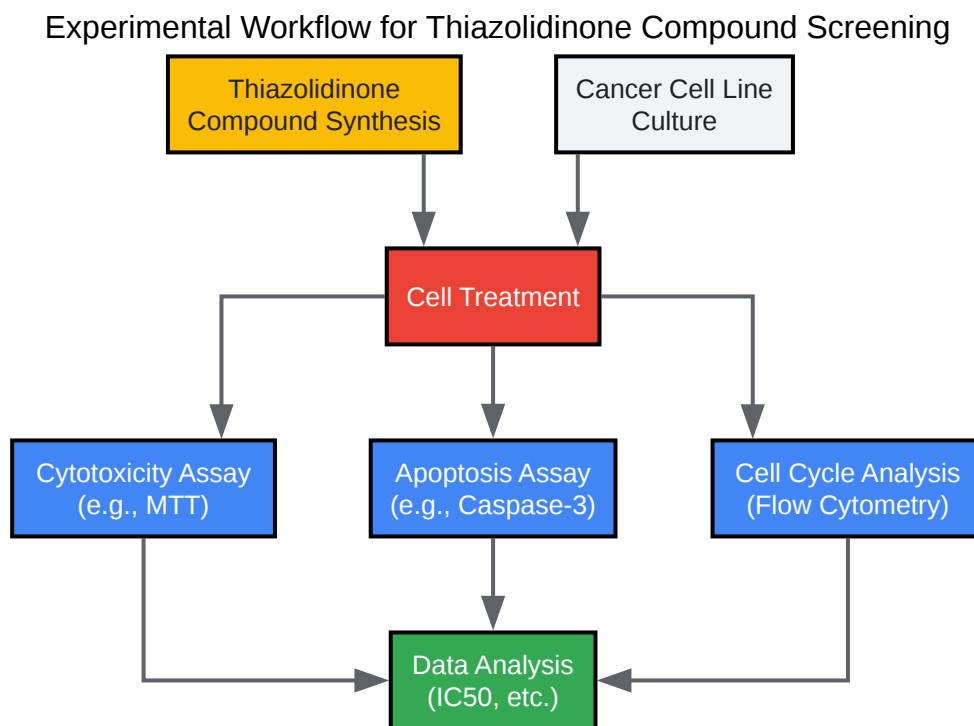 Experimental Workflow for Thiazolidinone Compound Screening
Thiazolidinone
Compound Synthesis
Cancer Cell Line
Culture
Cell Treatment
Cytotoxicity Assay
(e.g., MTT)
Apoptosis Assay
(e.g., Caspase-3)
Cell Cycle Analysis
(Flow Cytometry)
Data Analysis
(IC50, etc.)